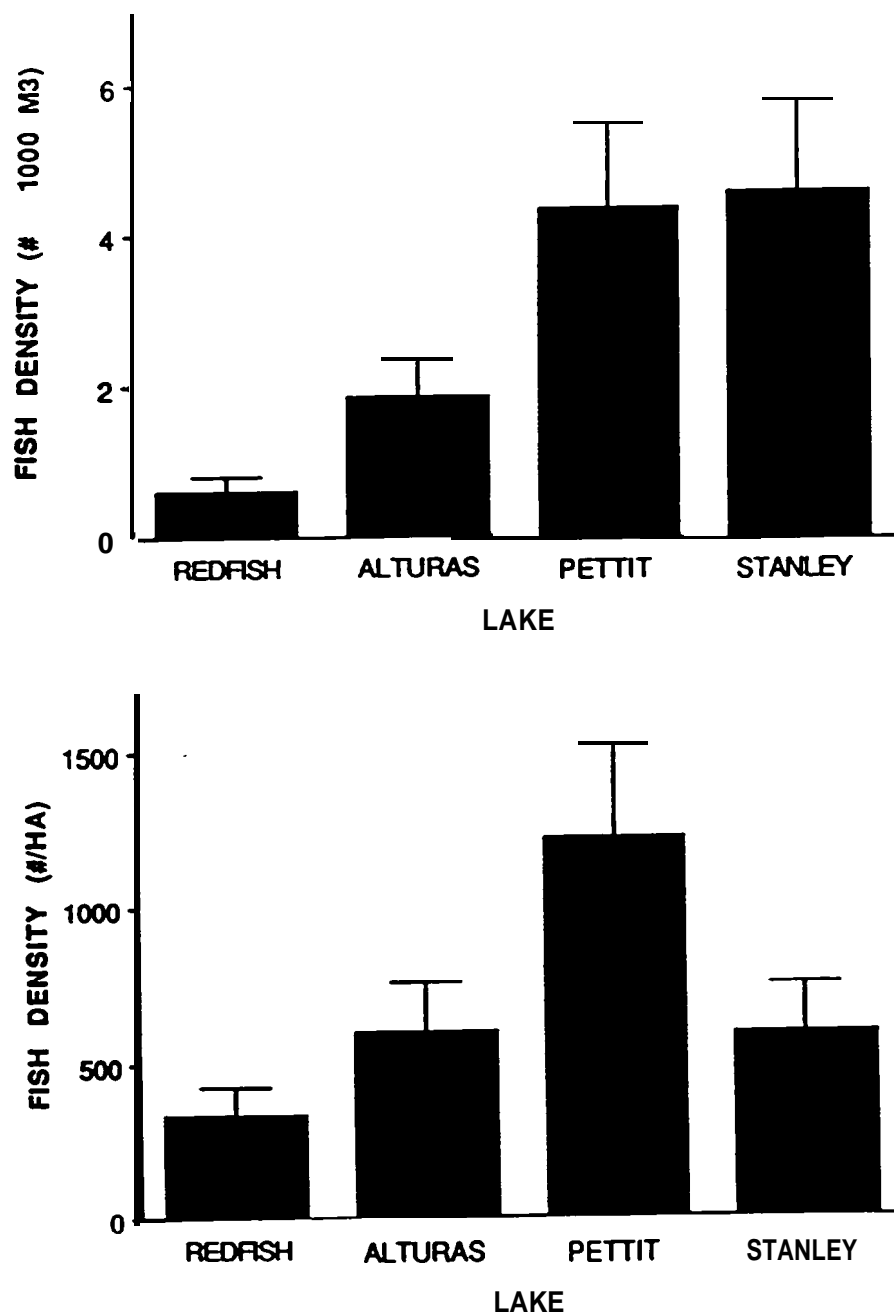 FISH DENSITY (# 1000 M3)
6
4
2
0
REDFISH ALTURAS PETTIT STANLEY
LAKE
FISH DENSITY (#/HA)
1500
1000
500
0
REDFISH ALTURAS PETTIT STANLEY
LAKE